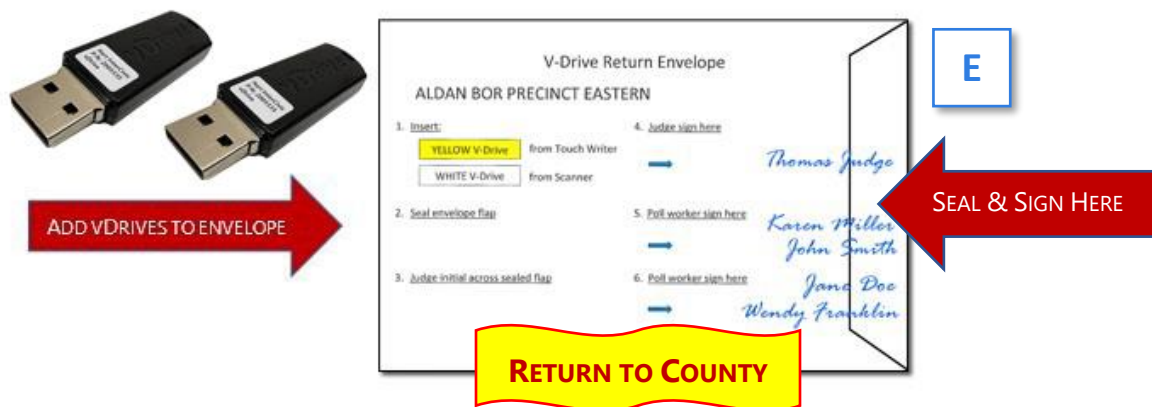 V-Drive Return Envelope
ALDAN BOR PRECINCT EASTERN
1. Insert:
YELLOW V-Drive from Touch Writer
WHITE V-Drive from Scanner
2. Seal envelope flap
3. Judge initial across sealed flap
4. Judge sign here
Thomas Judge
5. Poll worker sign here
Karen Miller
John Smith
6. Poll worker sign here
Jane Doe
Wendy Franklin
E
ADD VDRIVES TO ENVELOPE
SEAL & SIGN HERE
RETURN TO COUNTY